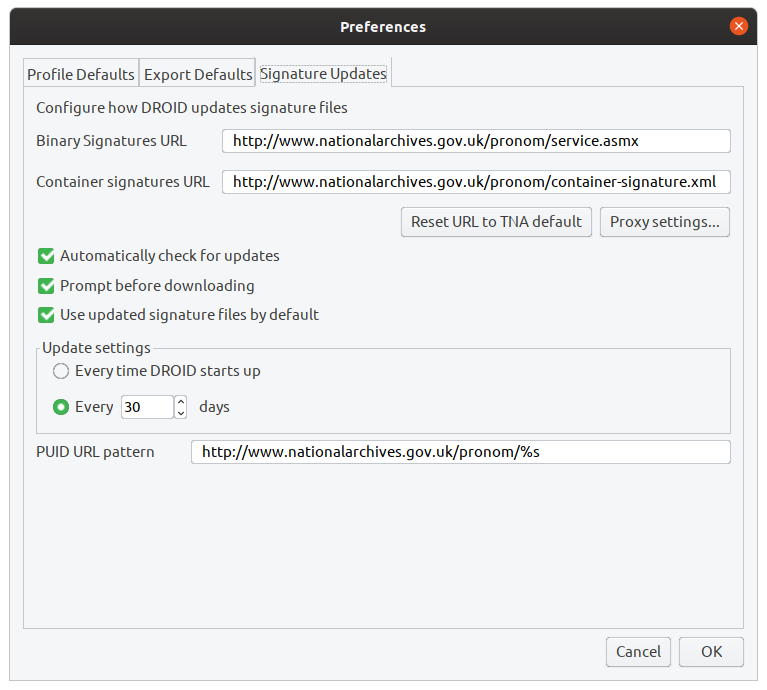 Preferences
Profile Defaults Export Defaults Signature Updates
Configure how DROID updates signature files
Binary Signatures URL http://www.nationalarchives.gov.uk/pronom/service.asmx
Container signatures URL http://www.nationalarchives.gov.uk/pronom/container-signature.xml
Reset URL to TNA default Proxy settings...
Automatically check for updates
Prompt before downloading
Use updated signature files by default
Update settings
Every time DROID starts up
Every 30 days
PUID URL pattern http://www.nationalarchives.gov.uk/pronom/%s
Cancel OK